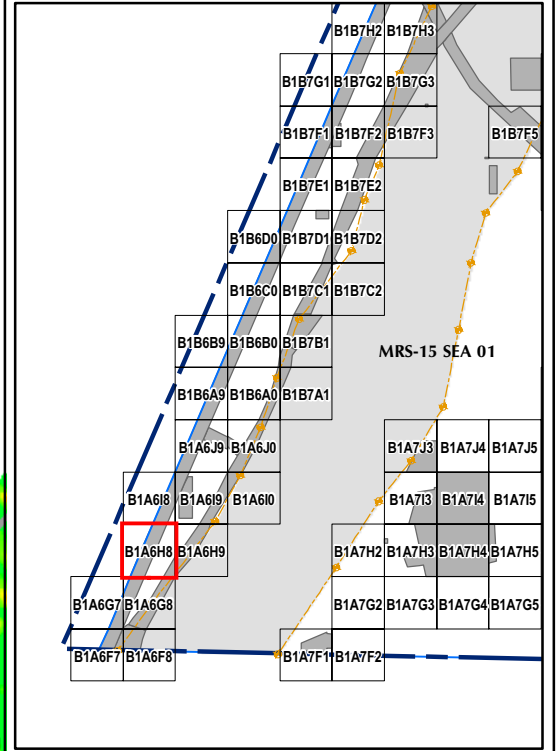 B1B7H2 B1B7H3
B1B7G1 B1B7G2 B1B7G3
B1B7F1 B1B7F2 B1B7F3 B1B7F5
B1B7E1 B1B7E2
B1B6D0 B1B7D1 B1B7D2
B1B6C0 B1B7C1 B1B7C2
B1B6B9 B1B6B0 B1B7B1
MRS-15 SEA 01
B1B6A9 B1B6A0 B1B7A1
B1A6J9 B1A6J0 B1A7J3 B1A7J4 B1A7J5
B1A6I8 B1A6I9 B1A6I0 B1A7I3 B1A7I4 B1A7I5
B1A6H8 B1A6H9 B1A7H2 B1A7H3 B1A7H4 B1A7H5
B1A6G7 B1A6G8 B1A7G2 B1A7G3 B1A7G4 B1A7G5
B1A6F7 B1A6F8 B1A7F1 B1A7F2